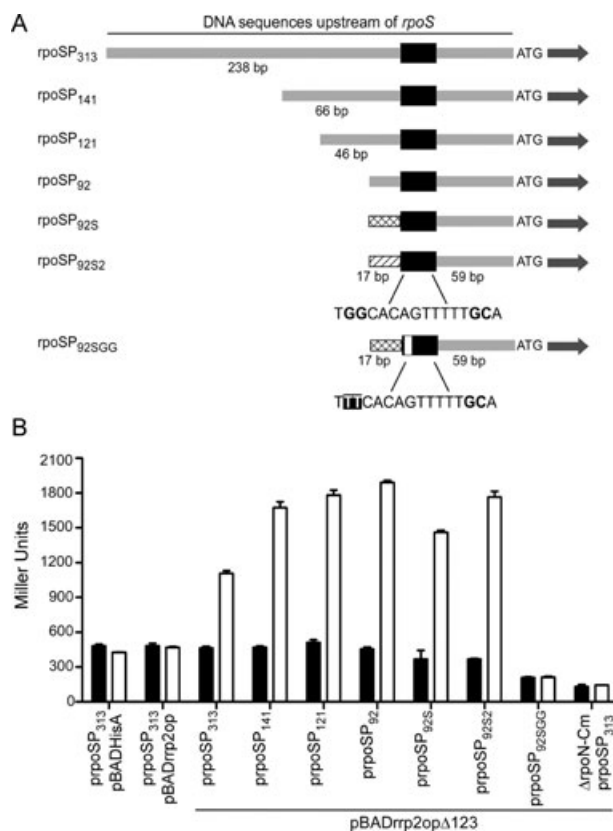 A
DNA sequences upstream of rpoS
rpoSP313
ATG
238 bp
rpoSP141
ATG
66 bp
rpoSP121
ATG
46 bp
rpoSP92
ATG
rpoSP92S
ATG
rpoSP92S2
ATG
17 bp
59 bp
TGGCACAGTTTTTGCA
rpoSP92SGG
ATG
17 bp
59 bp
TTTCACAGTTTTTGCA
B
Miller Units
2100
1800
1500
1200
900
600
300
0
prpoSP313
pBADHisA
prpoSP313
pBADrrp2op
prpoSP313
prpoSP141
prpoSP121
prpoSP92
prpoSP92S
prpoSP92S2
prpoSP92SGG
ΔrpoN-Cm
prpoSP313
pBADrrp2opΔ123